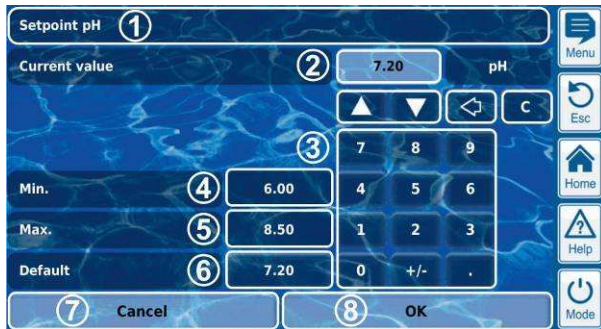 Setpoint pH ①
Menu
Current value ② 7.20 pH
C
Esc
③ 7 8 9
Min. ④ 6.00 4 5 6
Home
Max. ⑤ 8.50 1 2 3
Help
Default ⑥ 7.20 0 +/- .
⑦ Cancel ⑧ OK
Mode